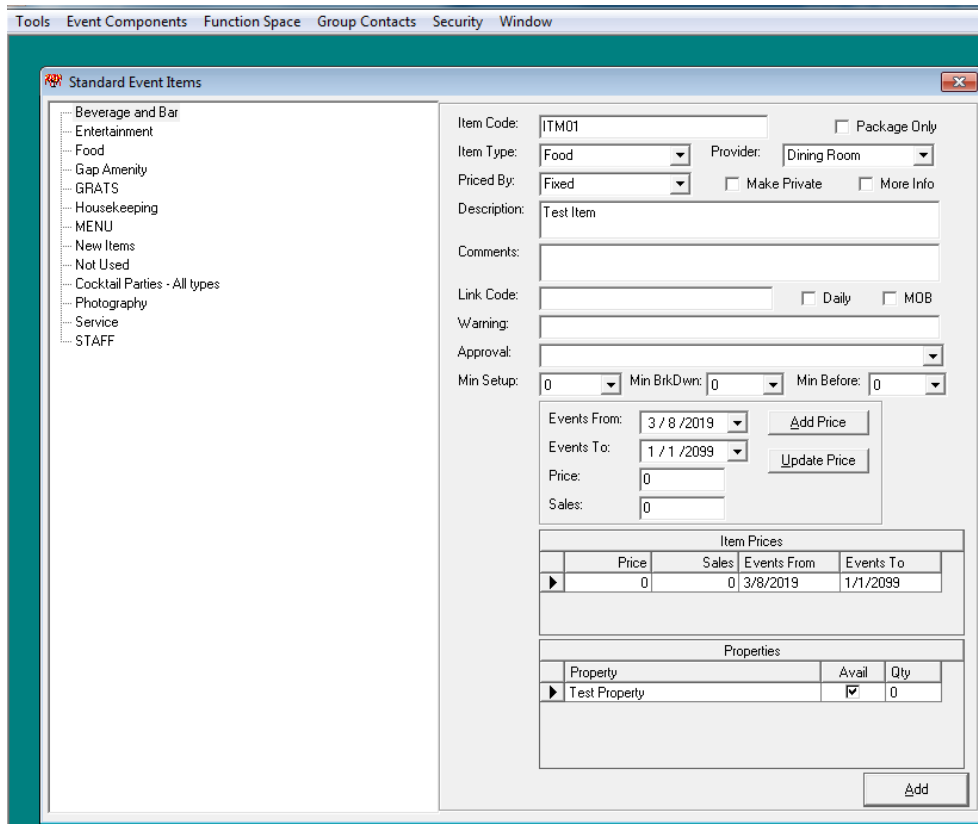 Tools Event Components Function Space Group Contacts Security Window
Standard Event Items
Beverage and Bar
Entertainment
Food
Gap Amenity
GRATS
Housekeeping
MENU
New Items
Not Used
Cocktail Parties - All types
Photography
Service
STAFF
Item Code: ITM01 Package Only
Item Type: Food Provider: Dining Room
Priced By: Fixed Make Private More Info
Description: Test Item
Comments:
Link Code: Daily MOB
Warning:
Approval:
Min Setup: 0 Min BrkDwn: 0 Min Before: 0
Events From: 3 / 8 /2019 Add Price
Events To: 1 / 1 /2099 Update Price
Price: 0
Sales: 0
Item Prices
Price Sales Events From Events To
0 0 3/8/2019 1/1/2099
Properties
Property Avail Qty
Test Property 0
Add